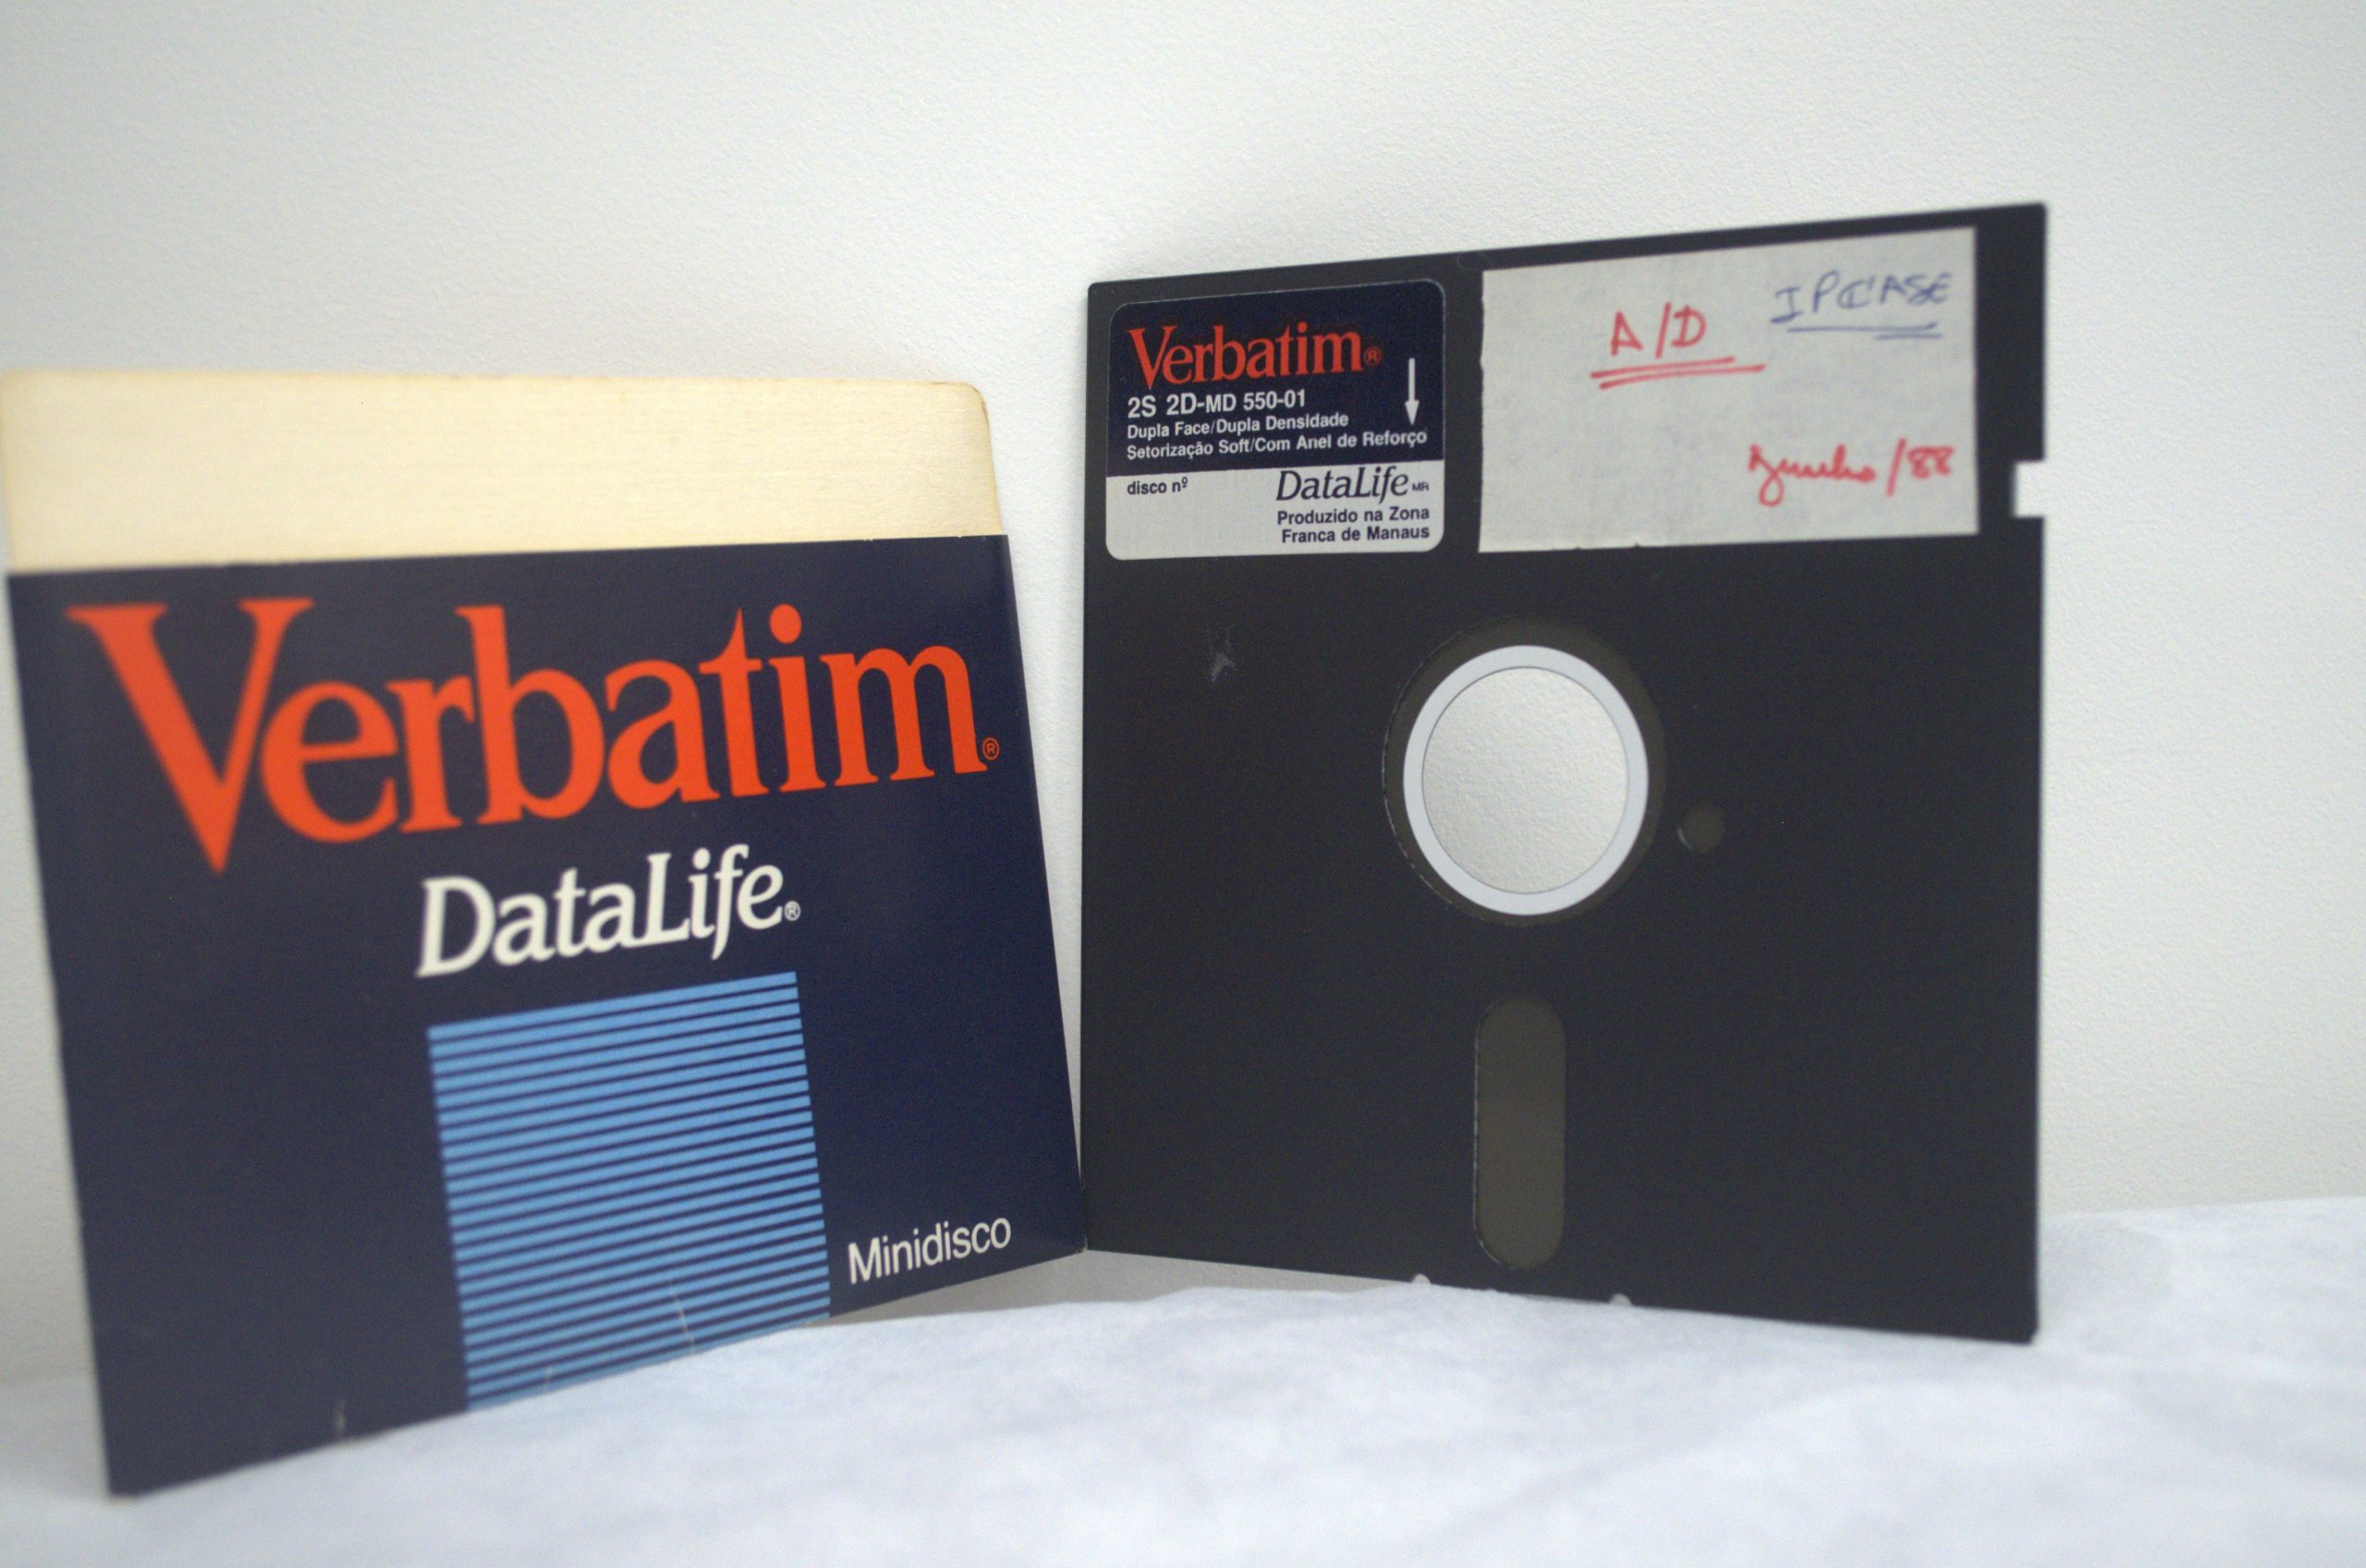 Verbatim®
DataLife®
Minidisco
Verbatim®
2S 2D-MD 550-01
Dupla Face/Dupla Densidade
Setorização Soft/Com Anel de Reforço
disco nº
DataLife MR
Produzido na Zona
Franca de Manaus
A/D
IPCASE
Junho/88